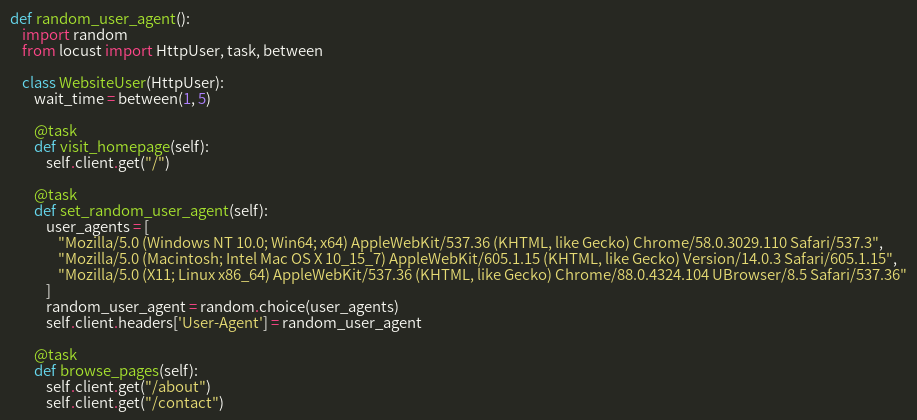 def random_user_agent():
import random
from locust import HttpUser, task, between
class WebsiteUser(HttpUser):
wait_time = between(1, 5)
@task
def visit_homepage(self):
self.client.get("/")
@task
def set_random_user_agent(self):
user_agents = [
"Mozilla/5.0 (Windows NT 10.0; Win64; x64) AppleWebKit/537.36 (KHTML, like Gecko) Chrome/58.0.3029.110 Safari/537.3",
"Mozilla/5.0 (Macintosh; Intel Mac OS X 10_15_7) AppleWebKit/605.1.15 (KHTML, like Gecko) Version/14.0.3 Safari/605.1.15",
"Mozilla/5.0 (X11; Linux x86_64) AppleWebKit/537.36 (KHTML, like Gecko) Chrome/88.0.4324.104 UBrowser/8.5 Safari/537.36"
]
random_user_agent = random.choice(user_agents)
self.client.headers['User-Agent'] = random_user_agent
@task
def browse_pages(self):
self.client.get("/about")
self.client.get("/contact")